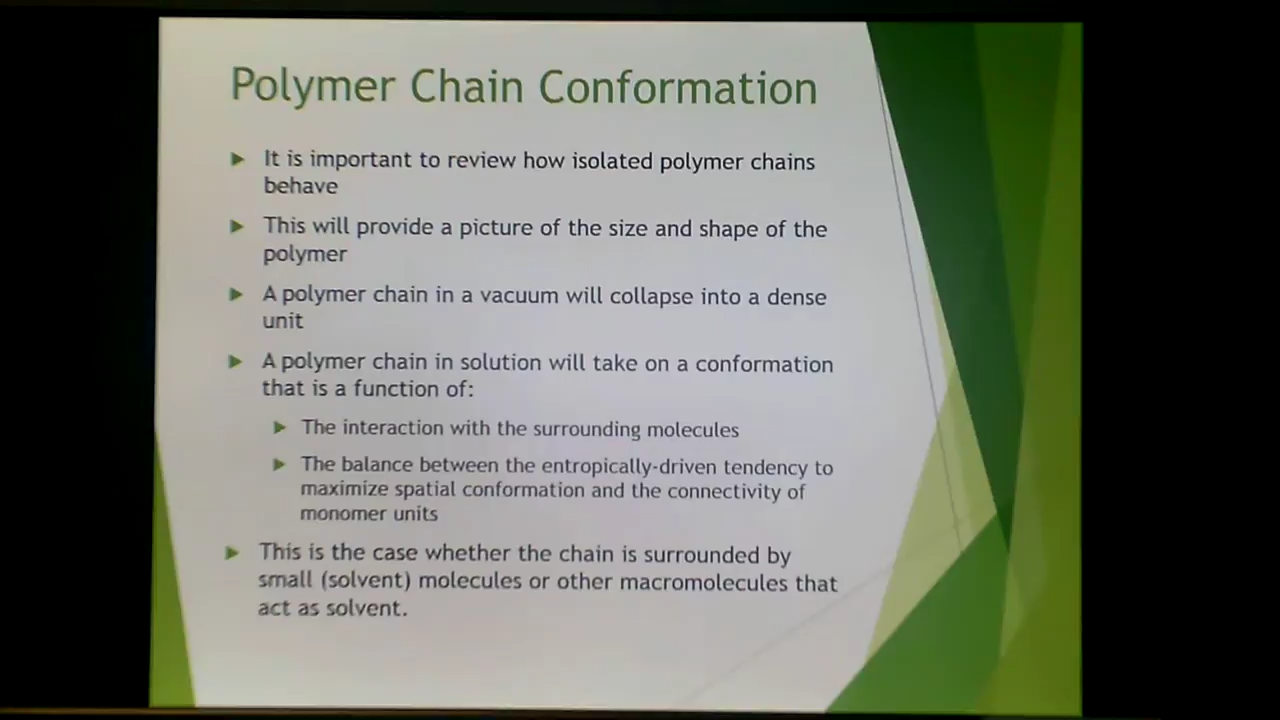 Polymer Chain Conformation
It is important to review how isolated polymer chains
behave
This will provide a picture of the size and shape of the
polymer
A polymer chain in a vacuum will collapse into a dense
unit
A polymer chain in solution will take on a conformation
that is a function of:
The interaction with the surrounding molecules
The balance between the entropically-driven tendency to
maximize spatial conformation and the connectivity of
monomer units
This is the case whether the chain is surrounded by
small (solvent) molecules or other macromolecules that
act as solvent.